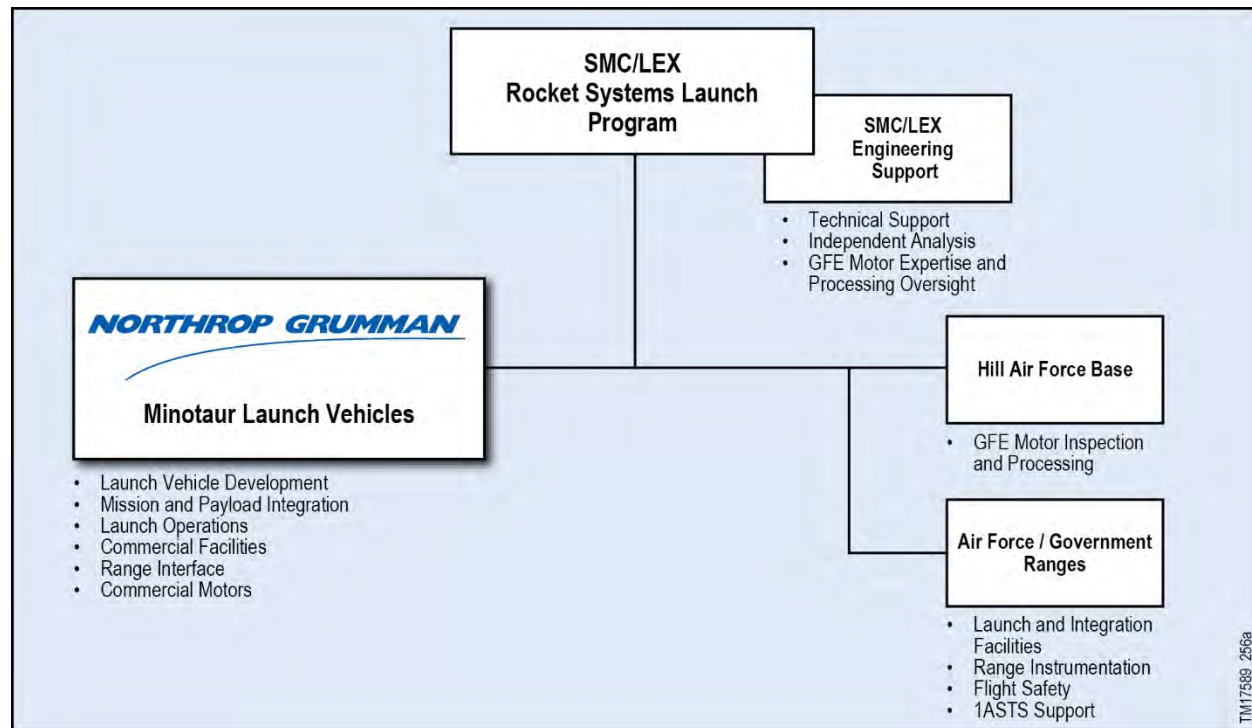 SMC/LEX
Rocket Systems Launch
Program
SMC/LEX
Engineering
Support
• Technical Support
• Independent Analysis
• GFE Motor Expertise and
Processing Oversight
NORTHROP GRUMMAN
Minotaur Launch Vehicles
• Launch Vehicle Development
• Mission and Payload Integration
• Launch Operations
• Commercial Facilities
• Range Interface
• Commercial Motors
Hill Air Force Base
• GFE Motor Inspection
and Processing
Air Force / Government
Ranges
• Launch and Integration
Facilities
• Range Instrumentation
• Flight Safety
• 1ASTS Support
TM17589_256a